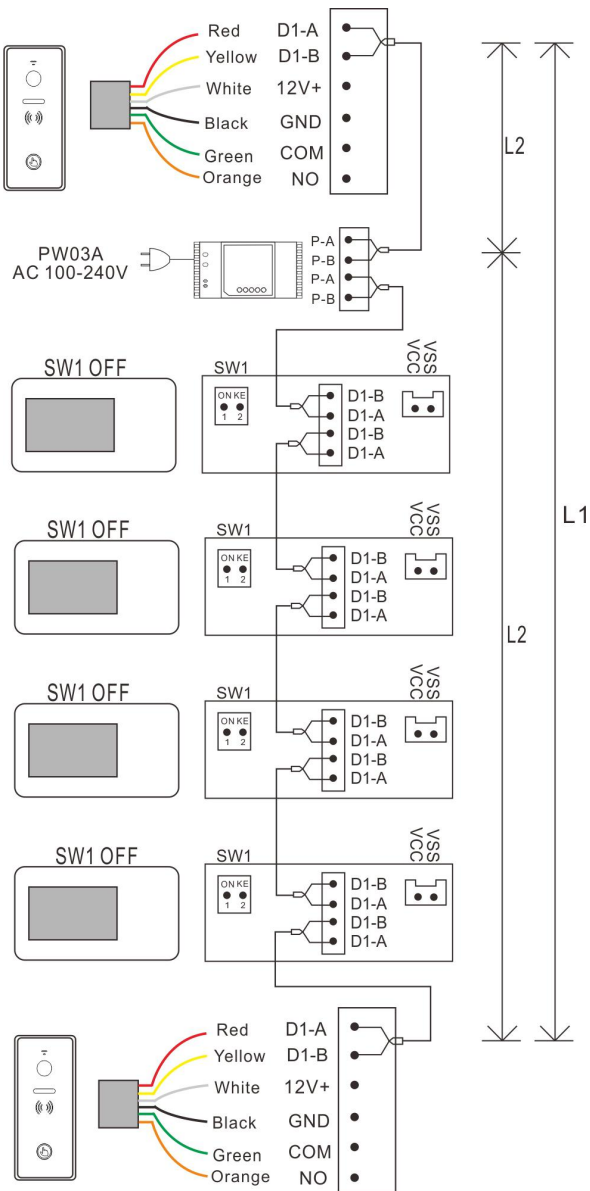 Red D1-A
Yellow D1-B
White 12V+
Black GND
Green COM
Orange NO
L2
PW03A
AC 100-240V
P-A
P-B
P-A
P-B
SW1 OFF
SW1
ON KE
1 2
D1-B
D1-A
D1-B
D1-A
VCC
VSS
SW1 OFF
SW1
ON KE
1 2
D1-B
D1-A
D1-B
D1-A
VCC
VSS
L1
L2
SW1 OFF
SW1
ON KE
1 2
D1-B
D1-A
D1-B
D1-A
VCC
VSS
SW1 OFF
SW1
ON KE
1 2
D1-B
D1-A
D1-B
D1-A
VCC
VSS
Red D1-A
Yellow D1-B
White 12V+
Black GND
Green COM
Orange NO